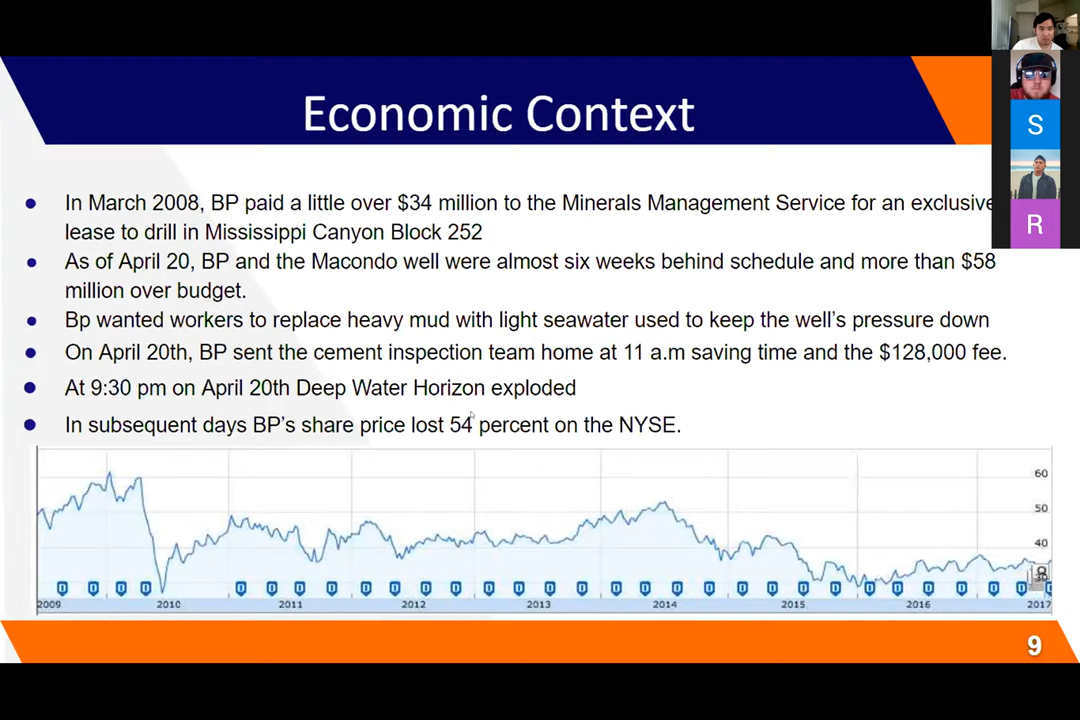 Economic Context
S
R
In March 2008, BP paid a little over $34 million to the Minerals Management Service for an exclusive
lease to drill in Mississippi Canyon Block 252
As of April 20, BP and the Macondo well were almost six weeks behind schedule and more than $58
million over budget.
Bp wanted workers to replace heavy mud with light seawater used to keep the well's pressure down
On April 20th, BP sent the cement inspection team home at 11 a.m saving time and the $128,000 fee.
At 9:30 pm on April 20th Deep Water Horizon exploded
In subsequent days BP's share price lost 54 percent on the NYSE.
60
50
40
D D D D D D D D D D D D D D D D D D D D D D D D D D D D D D D
2009 2010 2011 2012 2013 2014 2015 2016 2017
9